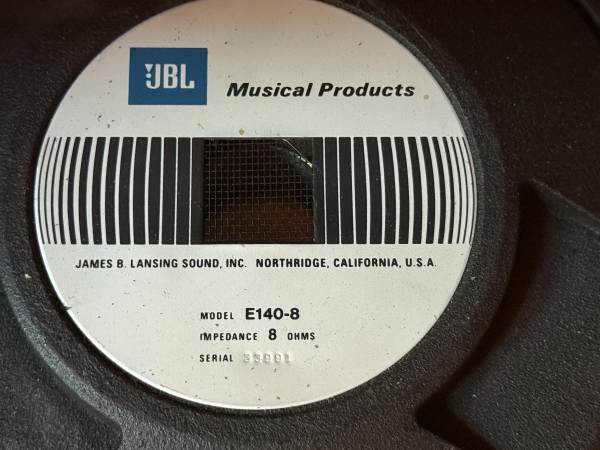 JBL
Musical Products
JAMES B. LANSING SOUND, INC. NORTHRIDGE, CALIFORNIA, U.S.A.
MODEL E140-8
IMPEDANCE 8 OHMS
SERIAL